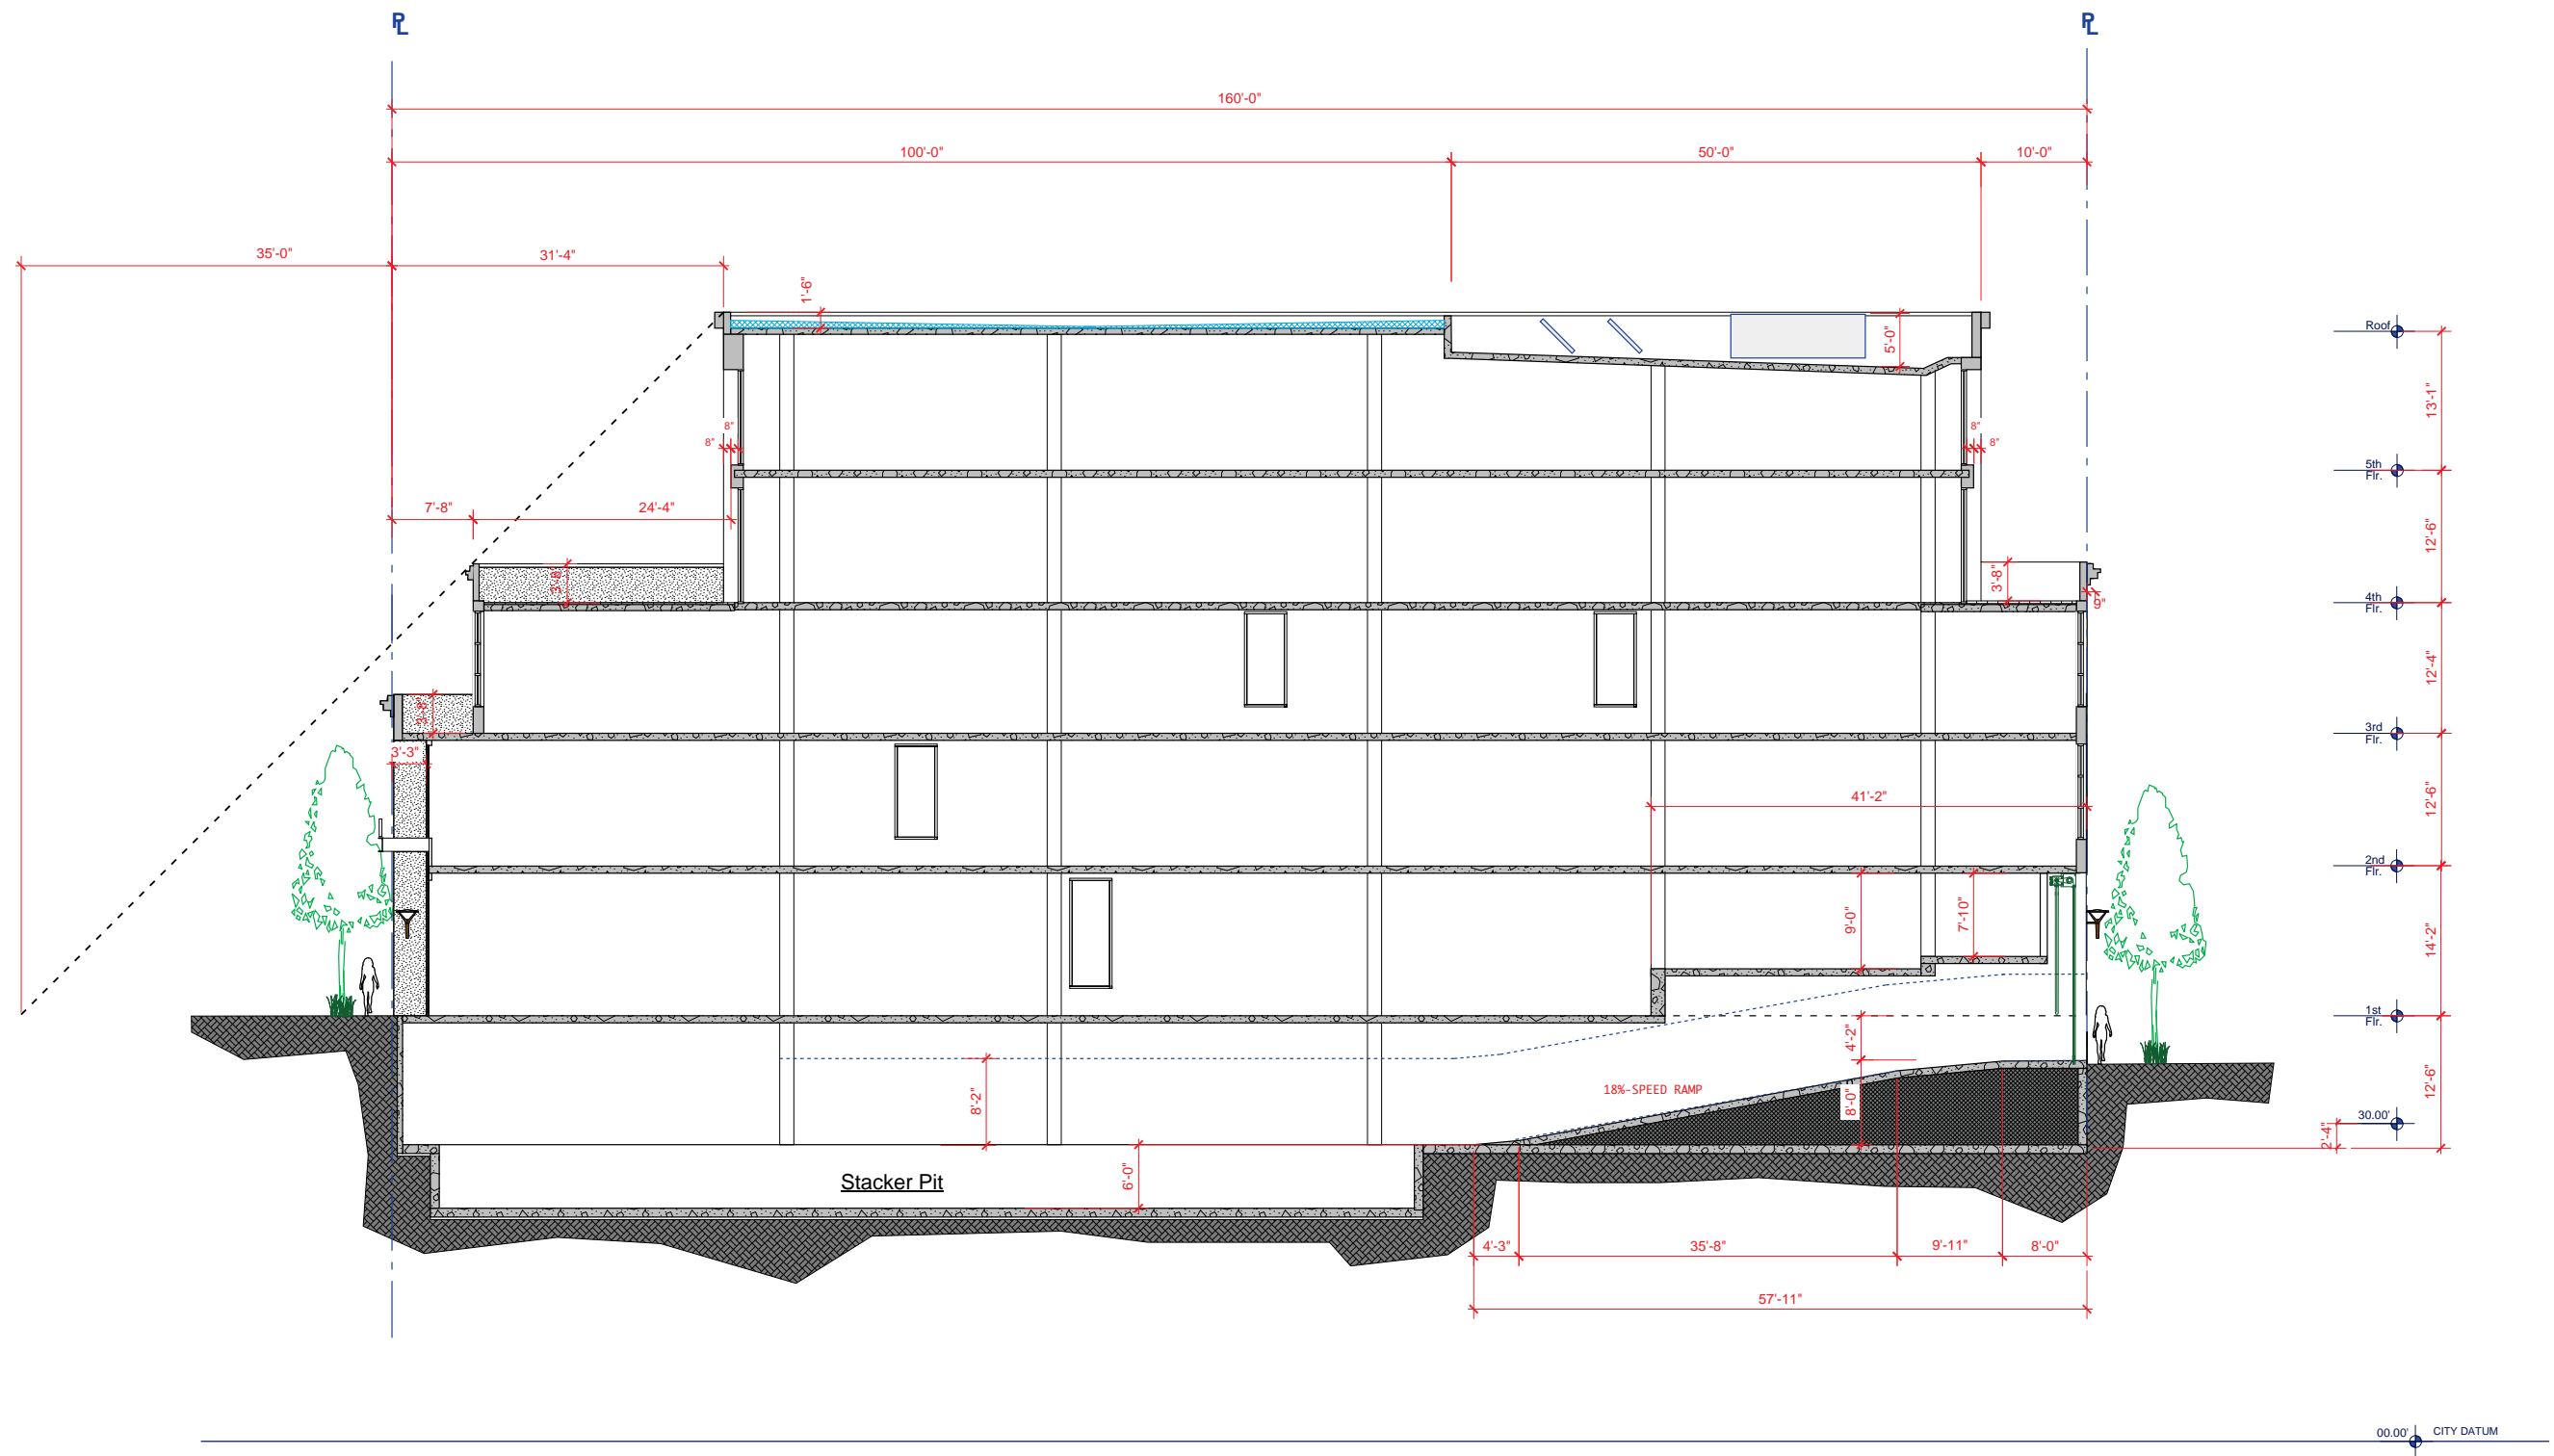 PL
PL
160'-0"
100'-0"
50'-0"
10'-0"
35'-0"
31'-4"
1'-6"
5'-0"
Roof
13'-1"
8"
8"
8"
8"
5th
Flr.
7'-8"
24'-4"
12'-6"
3'-8"
3'-8"
9"
4th
Flr.
12'-4"
3'-8"
3rd
Flr.
3'-3"
41'-2"
12'-6"
2nd
Flr.
9'-0"
7'-10"
14'-2"
1st
Flr.
4'-2"
8'-2"
18%-SPEED RAMP
8'-0"
12'-6"
30.00'
2'-4"
Stacker Pit
6'-0"
4'-3"
35'-8"
9'-11"
8'-0"
57'-11"
00.00'
CITY DATUM